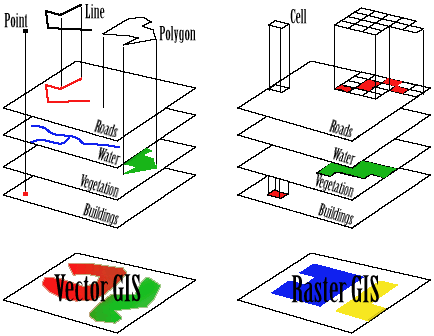 Point
Line
Polygon
Roads
Water
Vegetation
Buildings
Vector GIS
Cell
Roads
Water
Vegetation
Buildings
Raster GIS